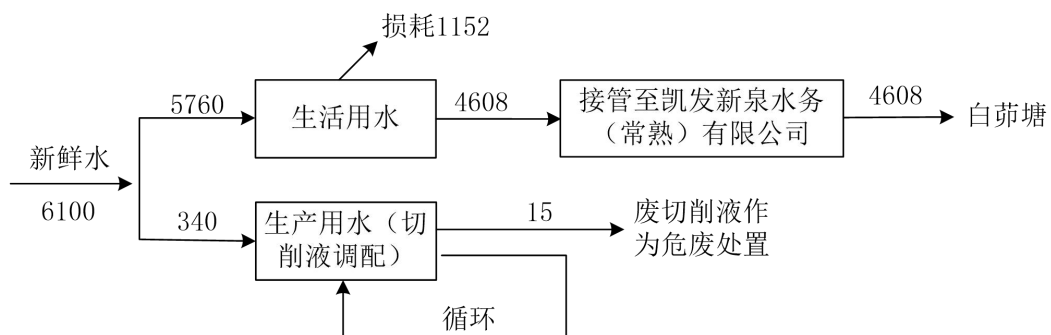 损耗1152
5760
生活用水
4608
接管至凯发新泉水务
（常熟）有限公司
4608
白茆塘
新鲜水
6100
340
生产用水（切
削液调配）
15
废切削液作
为危废处置
循环